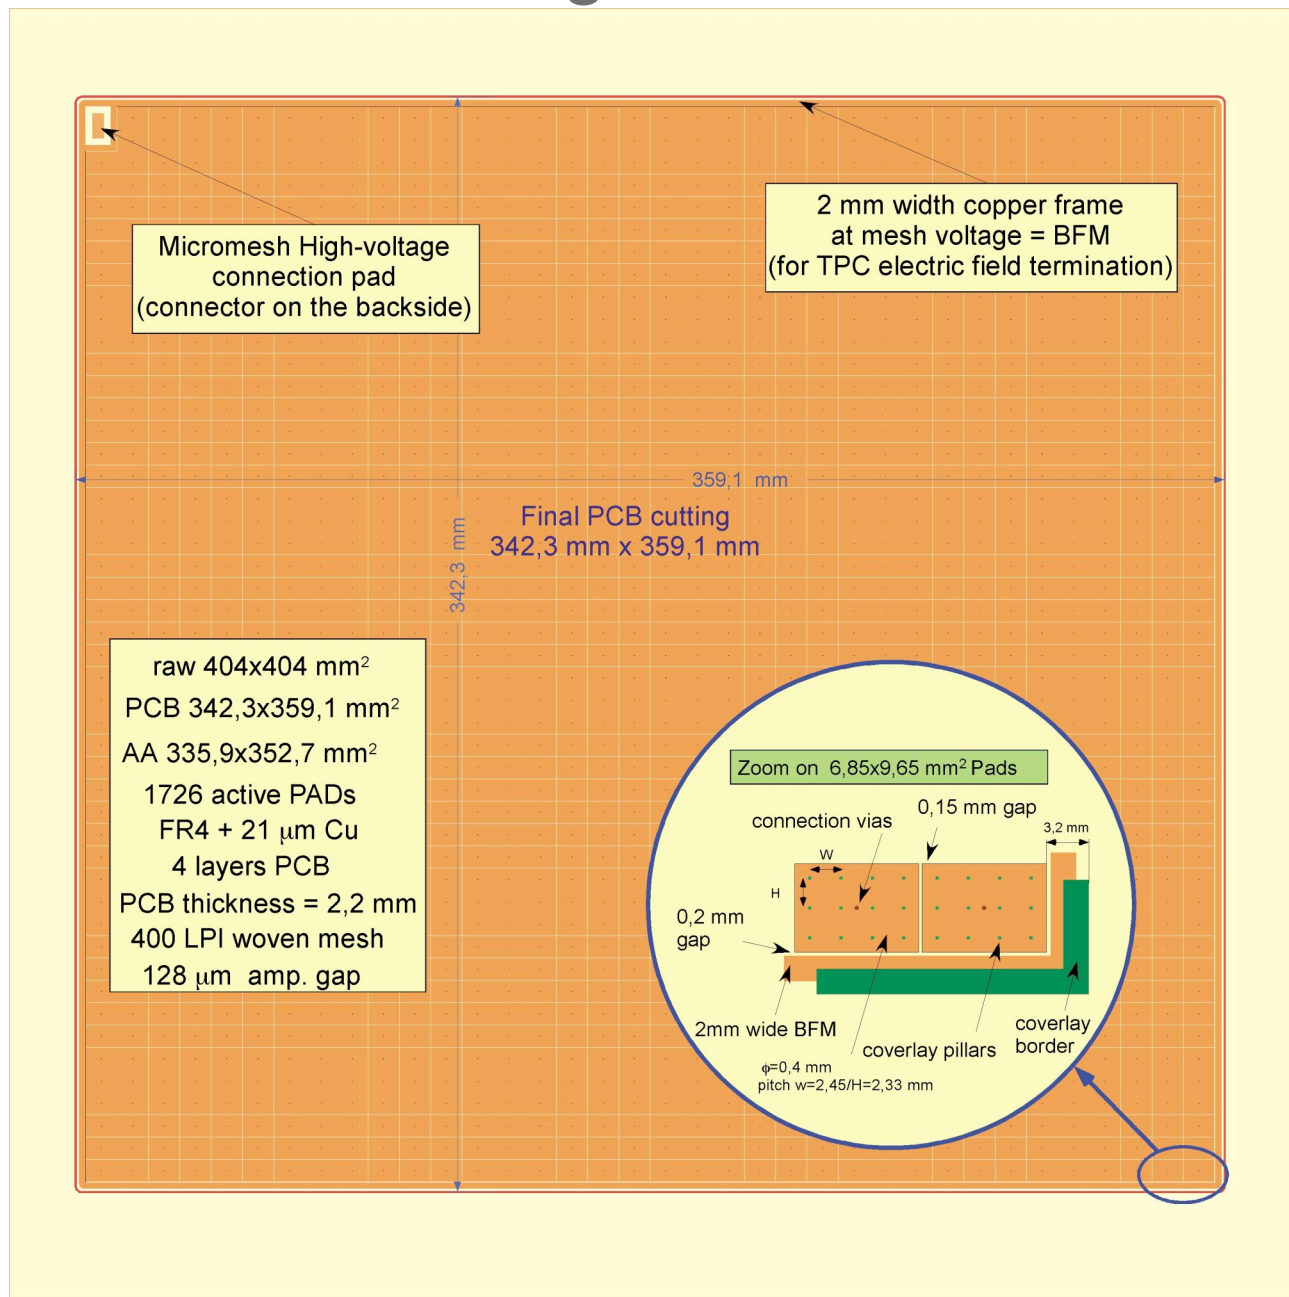 Micromesh High-voltage
connection pad
(connector on the backside)
2 mm width copper frame
at mesh voltage = BFM
(for TPC electric field termination)
359,1 mm
Final PCB cutting
342,3 mm x 359,1 mm
342,3 mm
raw 404x404 mm²
PCB 342,3x359,1 mm²
AA 335,9x352,7 mm²
1726 active PADs
FR4 + 21 μm Cu
4 layers PCB
PCB thickness = 2,2 mm
400 LPI woven mesh
128 μm amp. gap
Zoom on 6,85x9,65 mm² Pads
connection vias
0,15 mm gap
3,2 mm
W
H
0,2 mm
gap
2mm wide BFM
coverlay pillars
coverlay
border
ϕ=0,4 mm
pitch w=2,45/H=2,33 mm